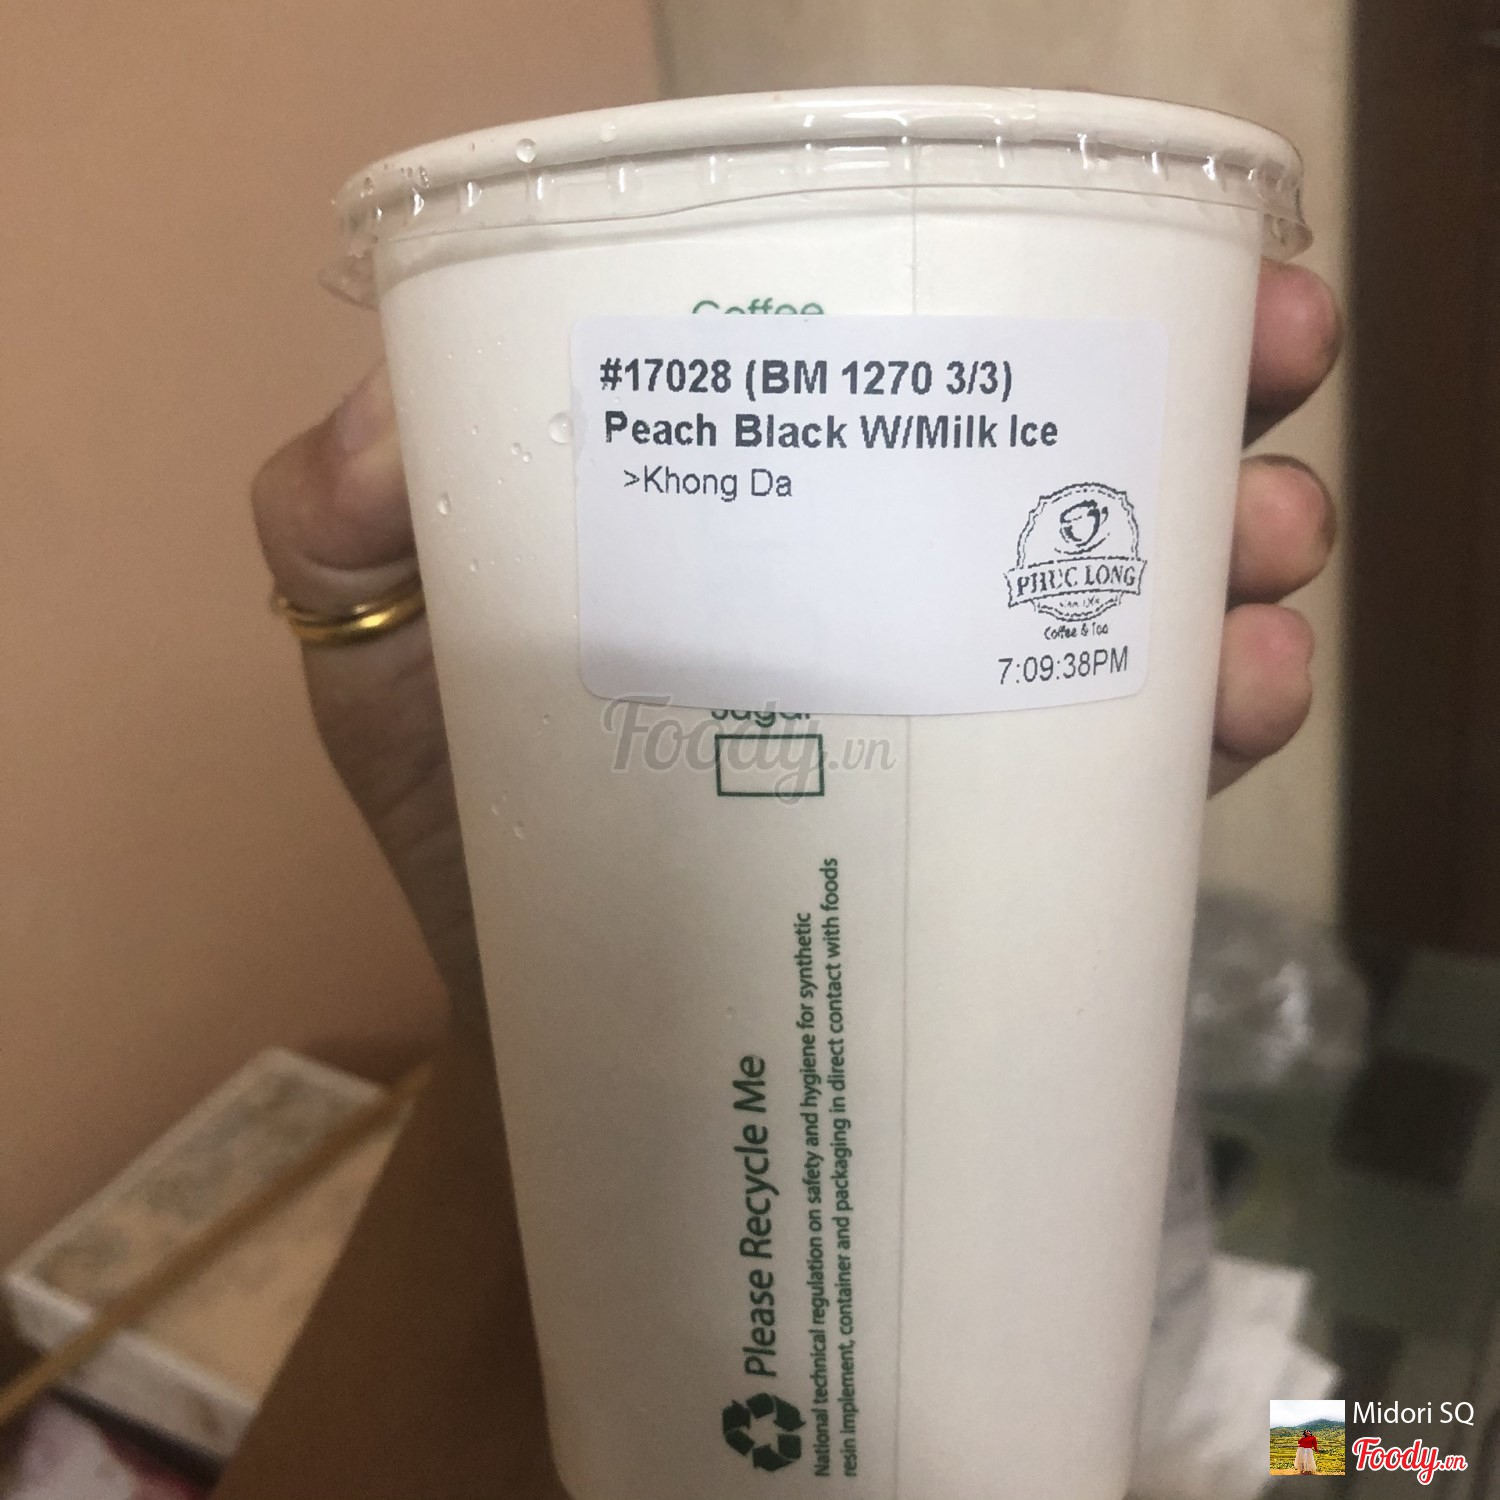 Coffee
#17028 (BM 1270 3/3)
Peach Black W/Milk Ice
>Khong Da
PHUC LONG
Coffee & Tea
7:09:38PM
Sugar
Foody.vn
Please Recycle Me
National technical regulation on safety and hygiene for synthetic
resin implement, container and packaging in direct contact with foods
Midori SQ
Foody.vn